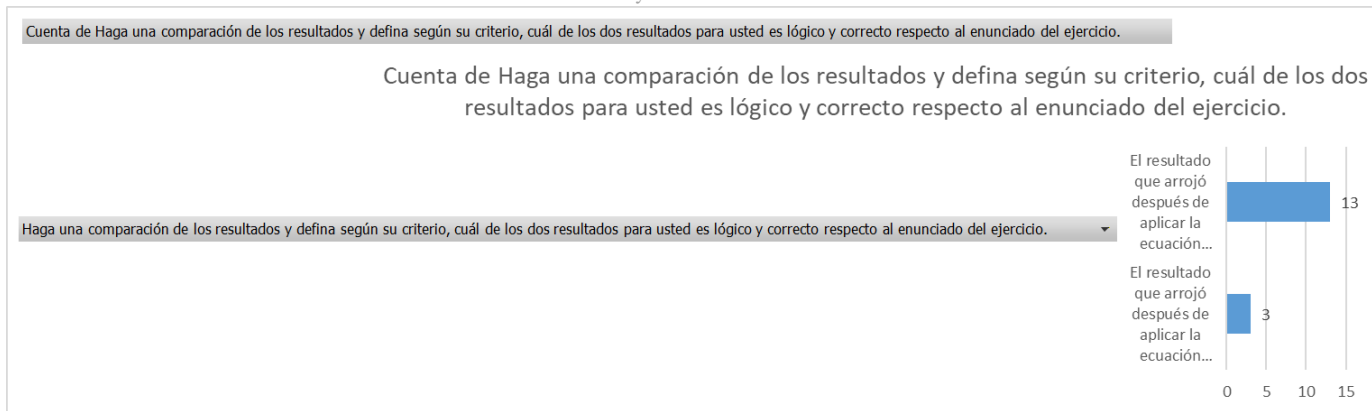 Cuenta de Haga una comparación de los resultados y defina según su criterio, cuál de los dos resultados para usted es lógico y correcto respecto al enunciado del ejercicio.
Cuenta de Haga una comparación de los resultados y defina según su criterio, cuál de los dos
resultados para usted es lógico y correcto respecto al enunciado del ejercicio.
El resultado
que arrojó
después de
aplicar la
ecuación...
13
Haga una comparación de los resultados y defina según su criterio, cuál de los dos resultados para usted es lógico y correcto respecto al enunciado del ejercicio.
El resultado
que arrojó
después de
aplicar la
ecuación...
3
0 5 10 15